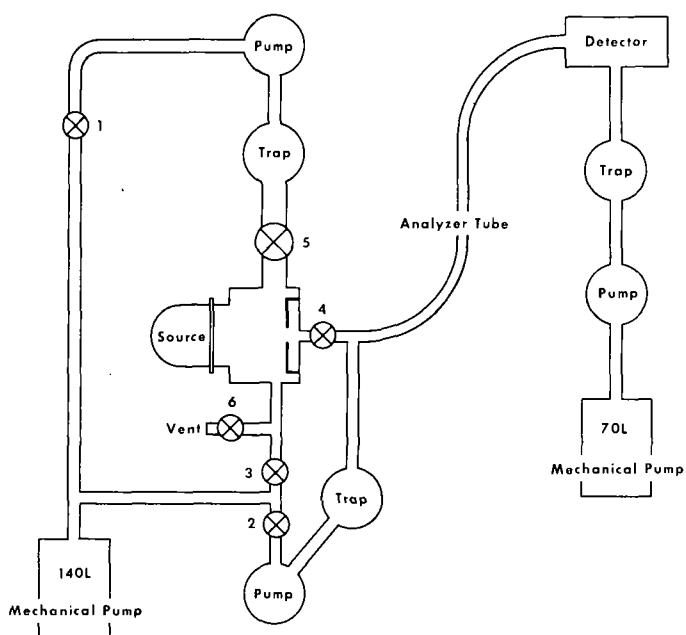 Pump
Detector
1
Trap
Trap
Analyzer Tube
5
Pump
4
Source
6
Vent
70L
Mechanical Pump
3
Trap
2
140L
Pump
Mechanical Pump